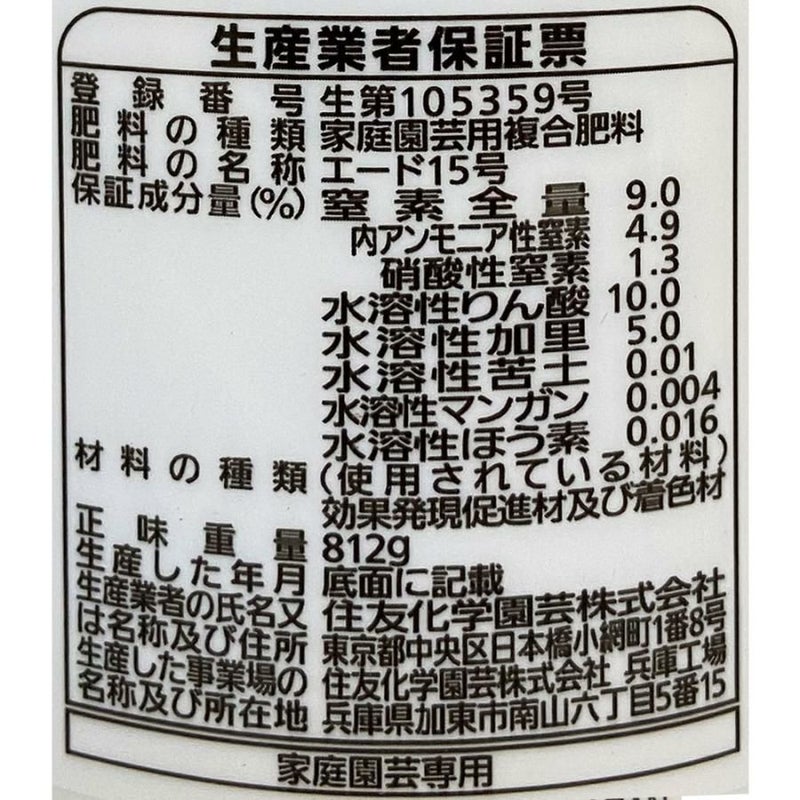 生産業者保証票
登録番号 生第105359号
肥料の種類 家庭園芸用複合肥料
肥料の名称 エード15号
保証成分量(%) 窒素全量 9.0
内アンモニア性窒素 4.9
硝酸性窒素 1.3
水溶性りん酸 10.0
水溶性加里 5.0
水溶性苦土 0.01
水溶性マンガン 0.004
水溶性ほう素 0.016
材料の種類 (使用されている材料)
効果発現促進材及び着色材
正味重量 812g
生産した年月 底面に記載
生産業者の氏名又 住友化学園芸株式会社
は名称及び住所 東京都中央区日本橋小網町1番8号
生産した事業場の 住友化学園芸株式会社 兵庫工場
名称及び所在地 兵庫県加東市南山六丁目5番15
家庭園芸専用